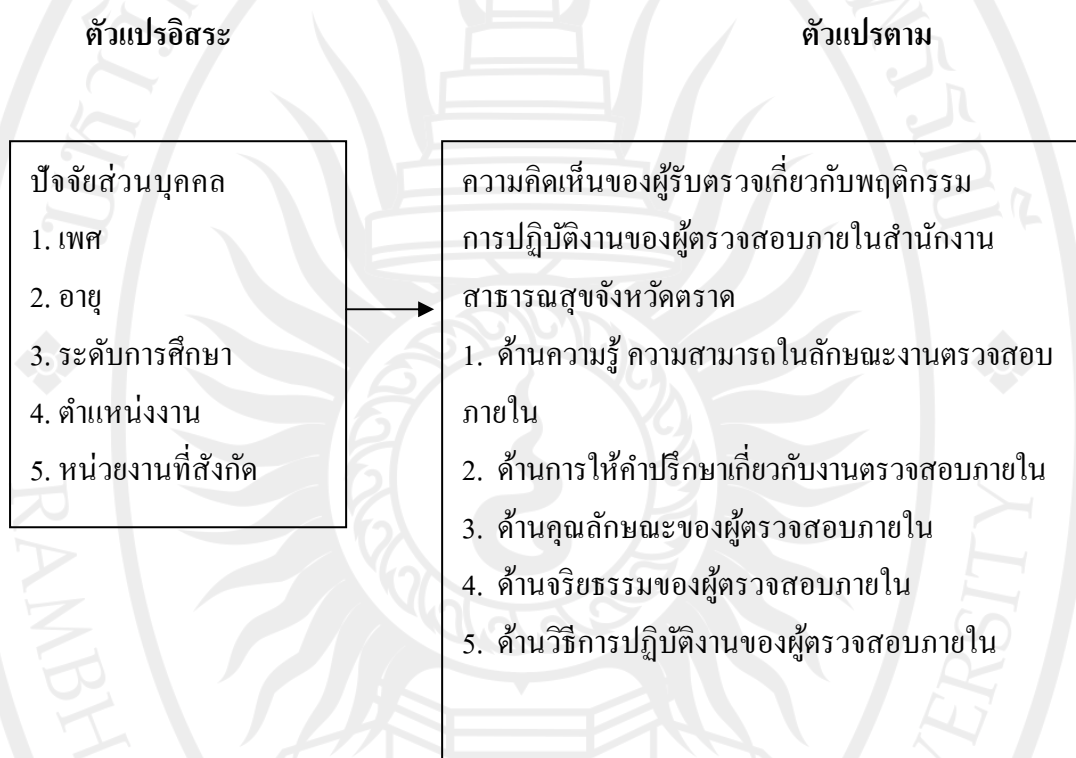 ตัวแปรอิสระ
ตัวแปรตาม
ปัจจัยส่วนบุคคล
1. เพศ
2. อายุ
3. ระดับการศึกษา
4. ตำแหน่งงาน
5. หน่วยงานที่สังกัด
ความคิดเห็นของผู้รับตรวจเกี่ยวกับพฤติกรรม
การปฏิบัติงานของผู้ตรวจสอบภายในสำนักงาน
สาธารณสุขจังหวัดตราด
1. ด้านความรู้ ความสามารถในลักษณะงานตรวจสอบ
ภายใน
2. ด้านการให้คำปรึกษาเกี่ยวกับงานตรวจสอบภายใน
3. ด้านคุณลักษณะของผู้ตรวจสอบภายใน
4. ด้านจริยธรรมของผู้ตรวจสอบภายใน
5. ด้านวิธีการปฏิบัติงานของผู้ตรวจสอบภายใน